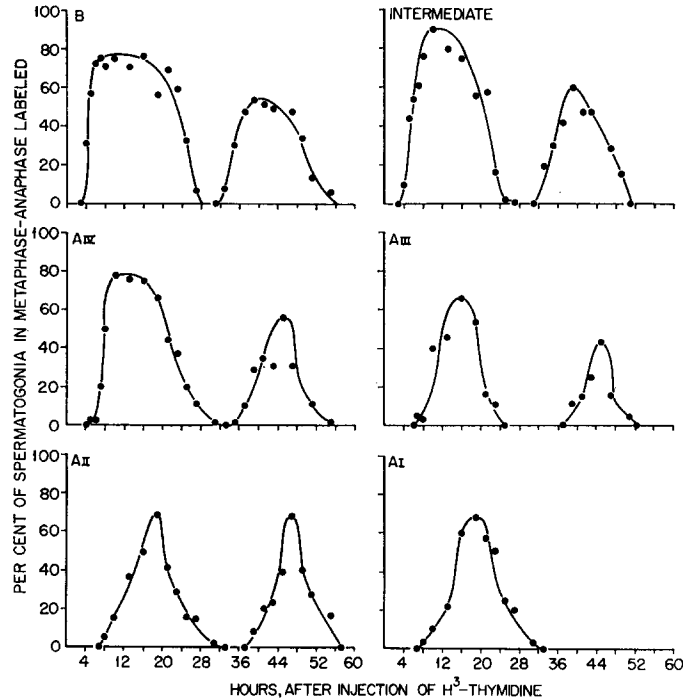 B
INTERMEDIATE
100
80
60
40
20
0
AIV
AIII
100
80
60
40
20
0
AII
AI
100
80
60
40
20
0
4 12 20 28 36 44 52 60
4 12 20 28 36 44 52 60
PER CENT OF SPERMATOGONIA IN METAPHASE-ANAPHASE LABELED
HOURS, AFTER INJECTION OF H³-THYMIDINE